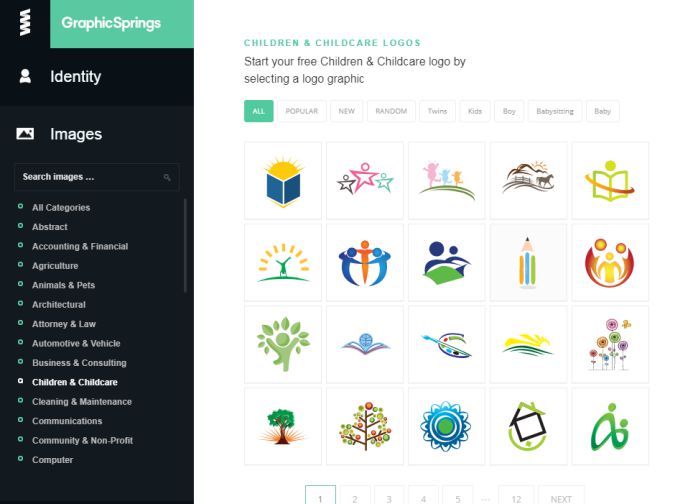 GraphicSprings
Identity
Images
Search images ...
All Categories
Abstract
Accounting & Financial
Agriculture
Animals & Pets
Architectural
Attorney & Law
Automotive & Vehicle
Business & Consulting
Children & Childcare
Cleaning & Maintenance
Communications
Community & Non-Profit
Computer
CHILDREN & CHILDCARE LOGOS
Start your free Children & Childcare logo by
selecting a logo graphic
ALL POPULAR NEW RANDOM Twins Kids Boy Babysitting Baby
1 2 3 4 5 ... 12 NEXT